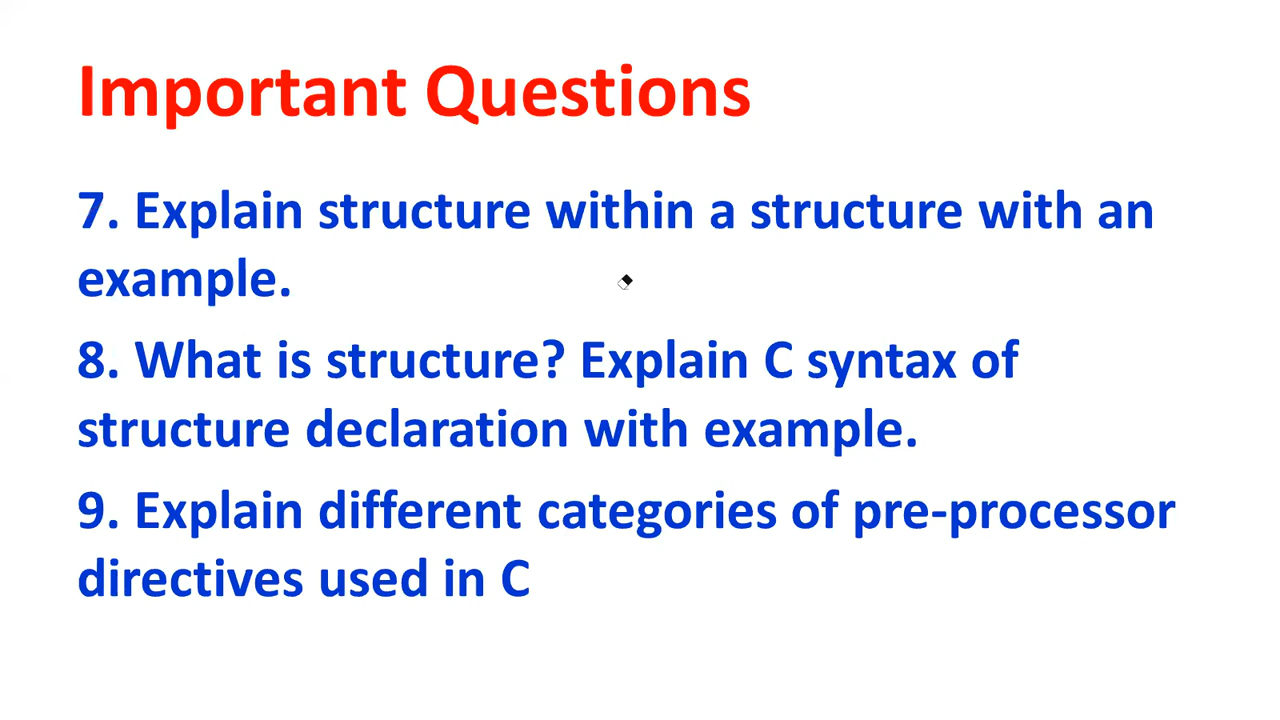 Important Questions
7. Explain structure within a structure with an
example.
8. What is structure? Explain C syntax of
structure declaration with example.
9. Explain different categories of pre-processor
directives used in C